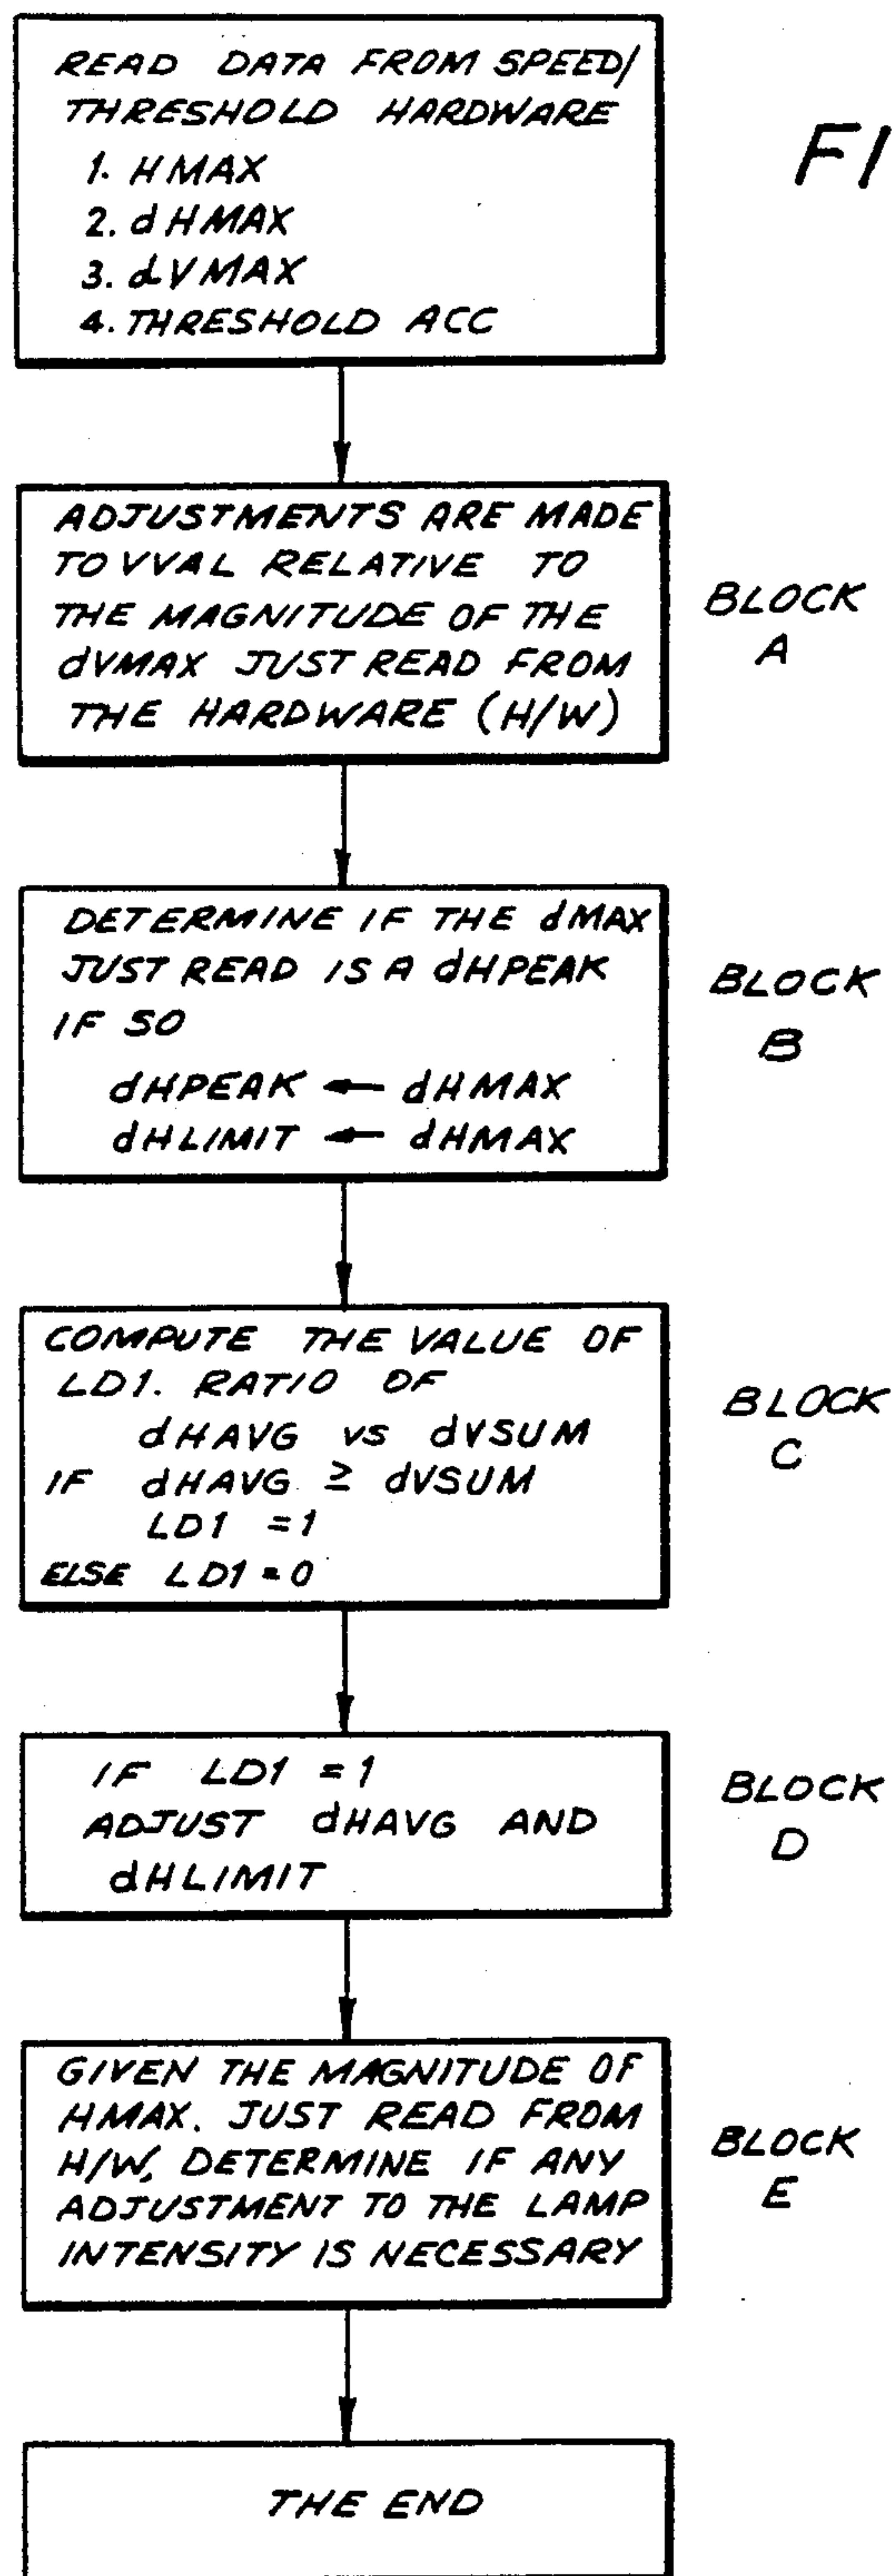 READ DATA FROM SPEED/
THRESHOLD HARDWARE
1. HMAX
2. dHMAX
3. dVMAX
4. THRESHOLD ACC
FI
ADJUSTMENTS ARE MADE
TO VVAL RELATIVE TO
THE MAGNITUDE OF THE
dVMAX JUST READ FROM
THE HARDWARE (H/W)
BLOCK
A
DETERMINE IF THE dMAX
JUST READ IS A dHPEAK
IF SO
dHPEAK ← dHMAX
dHLIMIT ← dHMAX
BLOCK
B
COMPUTE THE VALUE OF
LD1. RATIO OF
dHAVG vs dVSUM
IF dHAVG ≥ dVSUM
LD1 = 1
ELSE LD1 = 0
BLOCK
C
IF LD1 = 1
ADJUST dHAVG AND
dHLIMIT
BLOCK
D
GIVEN THE MAGNITUDE OF
HMAX. JUST READ FROM
H/W, DETERMINE IF ANY
ADJUSTMENT TO THE LAMP
INTENSITY IS NECESSARY
BLOCK
E
THE END